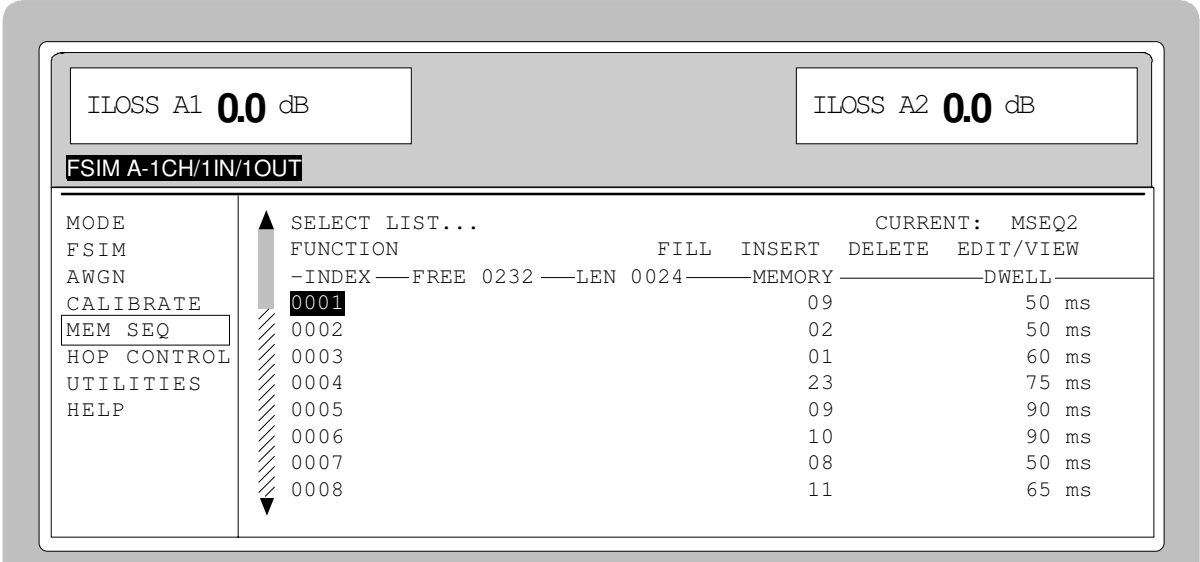 ILOSS A1 0.0 dB
ILOSS A2 0.0 dB
FSIM A-1CH/1IN/1OUT
MODE
FSIM
AWGN
CALIBRATE
MEM SEQ
HOP CONTROL
UTILITIES
HELP
SELECT LIST... CURRENT: MSEQ2
FUNCTION FILL INSERT DELETE EDIT/VIEW
-INDEX FREE 0232 LEN 0024 MEMORY DWELL
0001 09 50 ms
0002 02 50 ms
0003 01 60 ms
0004 23 75 ms
0005 09 90 ms
0006 10 90 ms
0007 08 50 ms
0008 11 65 ms